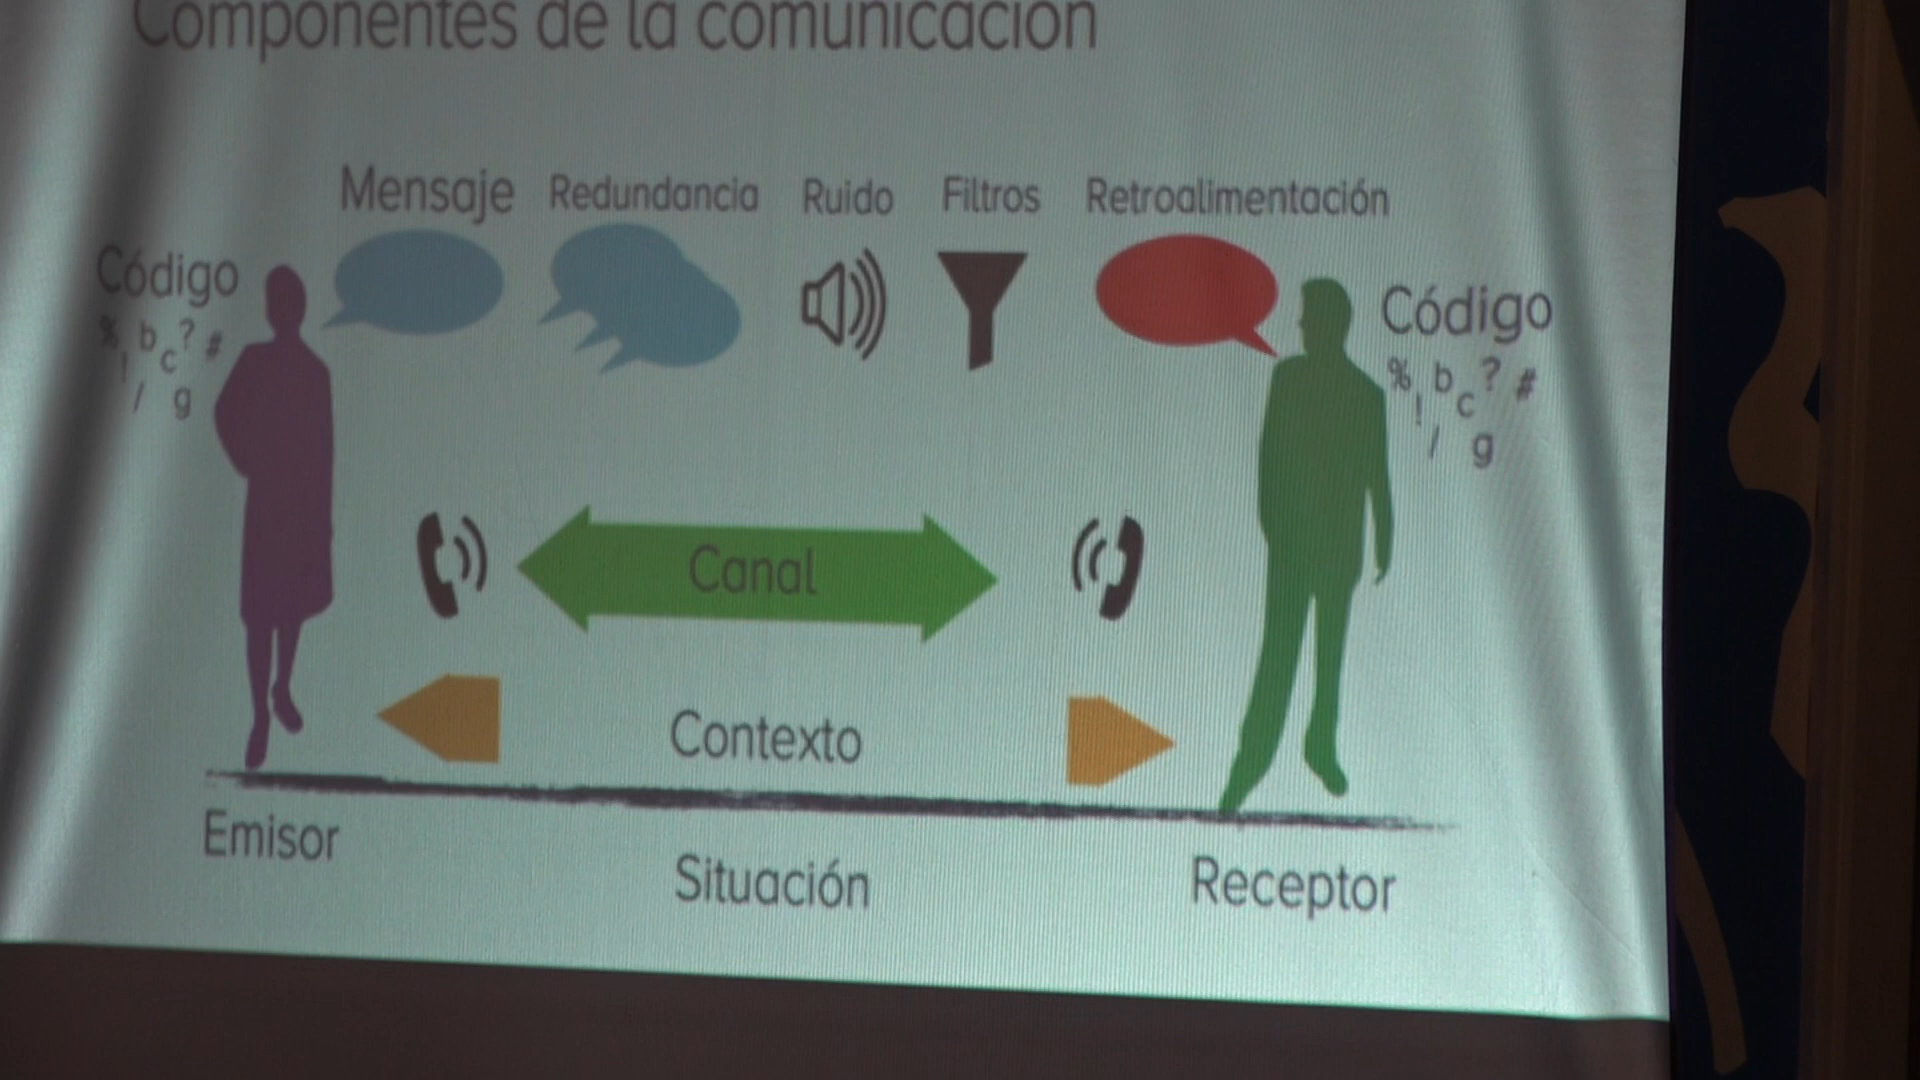 Componentes de la comunicación
Mensaje Redundancia Ruido Filtros Retroalimentación
Código
% b ? #
! c
/ g
Código
% b ? #
! c
/ g
Canal
Contexto
Emisor
Situación
Receptor